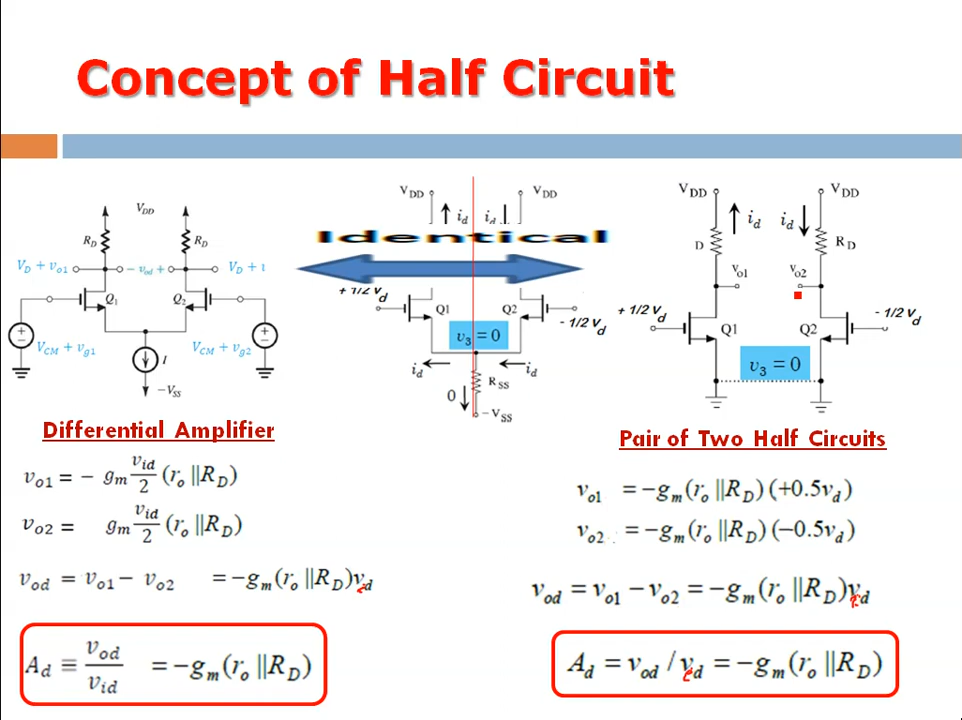 Concept of Half Circuit
V_DD
R_D R_D
V_D + v_o1 − v_od + V_D + 1
Q_1 Q_2
V_CM + v_g1 I V_CM + v_g2
−V_SS
Differential Amplifier
v_o1 = − g_m v_id/2 (r_o ||R_D)
v_o2 = g_m v_id/2 (r_o ||R_D)
v_od = v_o1 − v_o2 = −g_m(r_o ||R_D)v_d
A_d ≡ v_od/v_id = −g_m(r_o ||R_D)
V_DD V_DD
i_d i_d
Identical
+ 1/2 v_d
Q1 Q2
- 1/2 v_d
v_3 = 0
i_d i_d
R_SS
0
−V_SS
V_DD V_DD
i_d i_d
D R_D
v_o1 v_o2
+ 1/2 v_d - 1/2 v_d
Q1 Q2
v_3 = 0
Pair of Two Half Circuits
v_o1 = −g_m(r_o ||R_D)(+0.5v_d)
v_o2 = −g_m(r_o ||R_D)(−0.5v_d)
v_od = v_o1 − v_o2 = −g_m(r_o ||R_D)v_d
A_d = v_od / v_d = −g_m(r_o ||R_D)